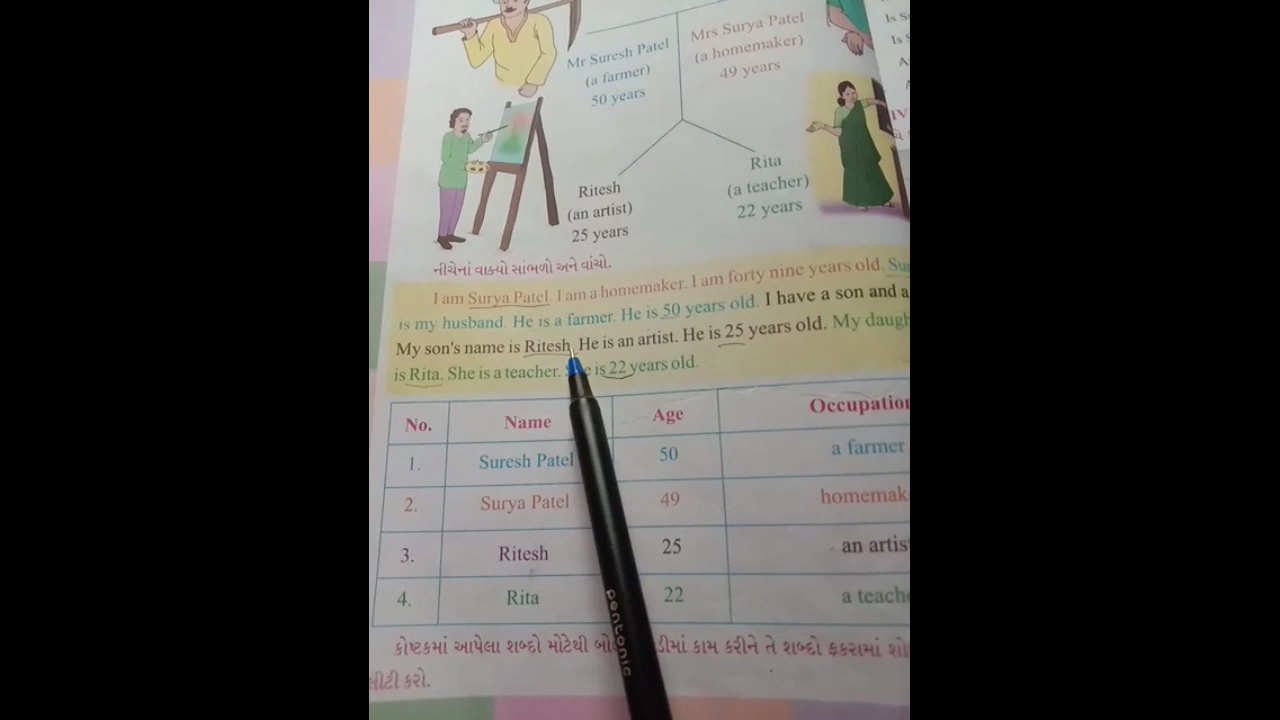 Mr Suresh Patel
(a farmer)
50 years
Mrs Surya Patel
(a homemaker)
49 years
Is S
Is S
A
IV
Ritesh
(an artist)
25 years
Rita
(a teacher)
22 years
નીચેનાં વાક્યો સાંભળો અને વાંચો.
I am Surya Patel. I am a homemaker. I am forty nine years old. Su
is my husband. He is a farmer. He is 50 years old. I have a son and a
My son's name is Ritesh. He is an artist. He is 25 years old. My daugh
is Rita. She is a teacher. is 22 years old.
No. Name Age Occupation
1. Suresh Patel 50 a farmer
2. Surya Patel 49 homemak
3. Ritesh 25 an artis
4. Rita 22 a teach
કોષ્ટકમાં આપેલા શબ્દો મોટેથી કામ કરીને તે શબ્દો ફકરામાં શો
લીટી કરો.
pentonic